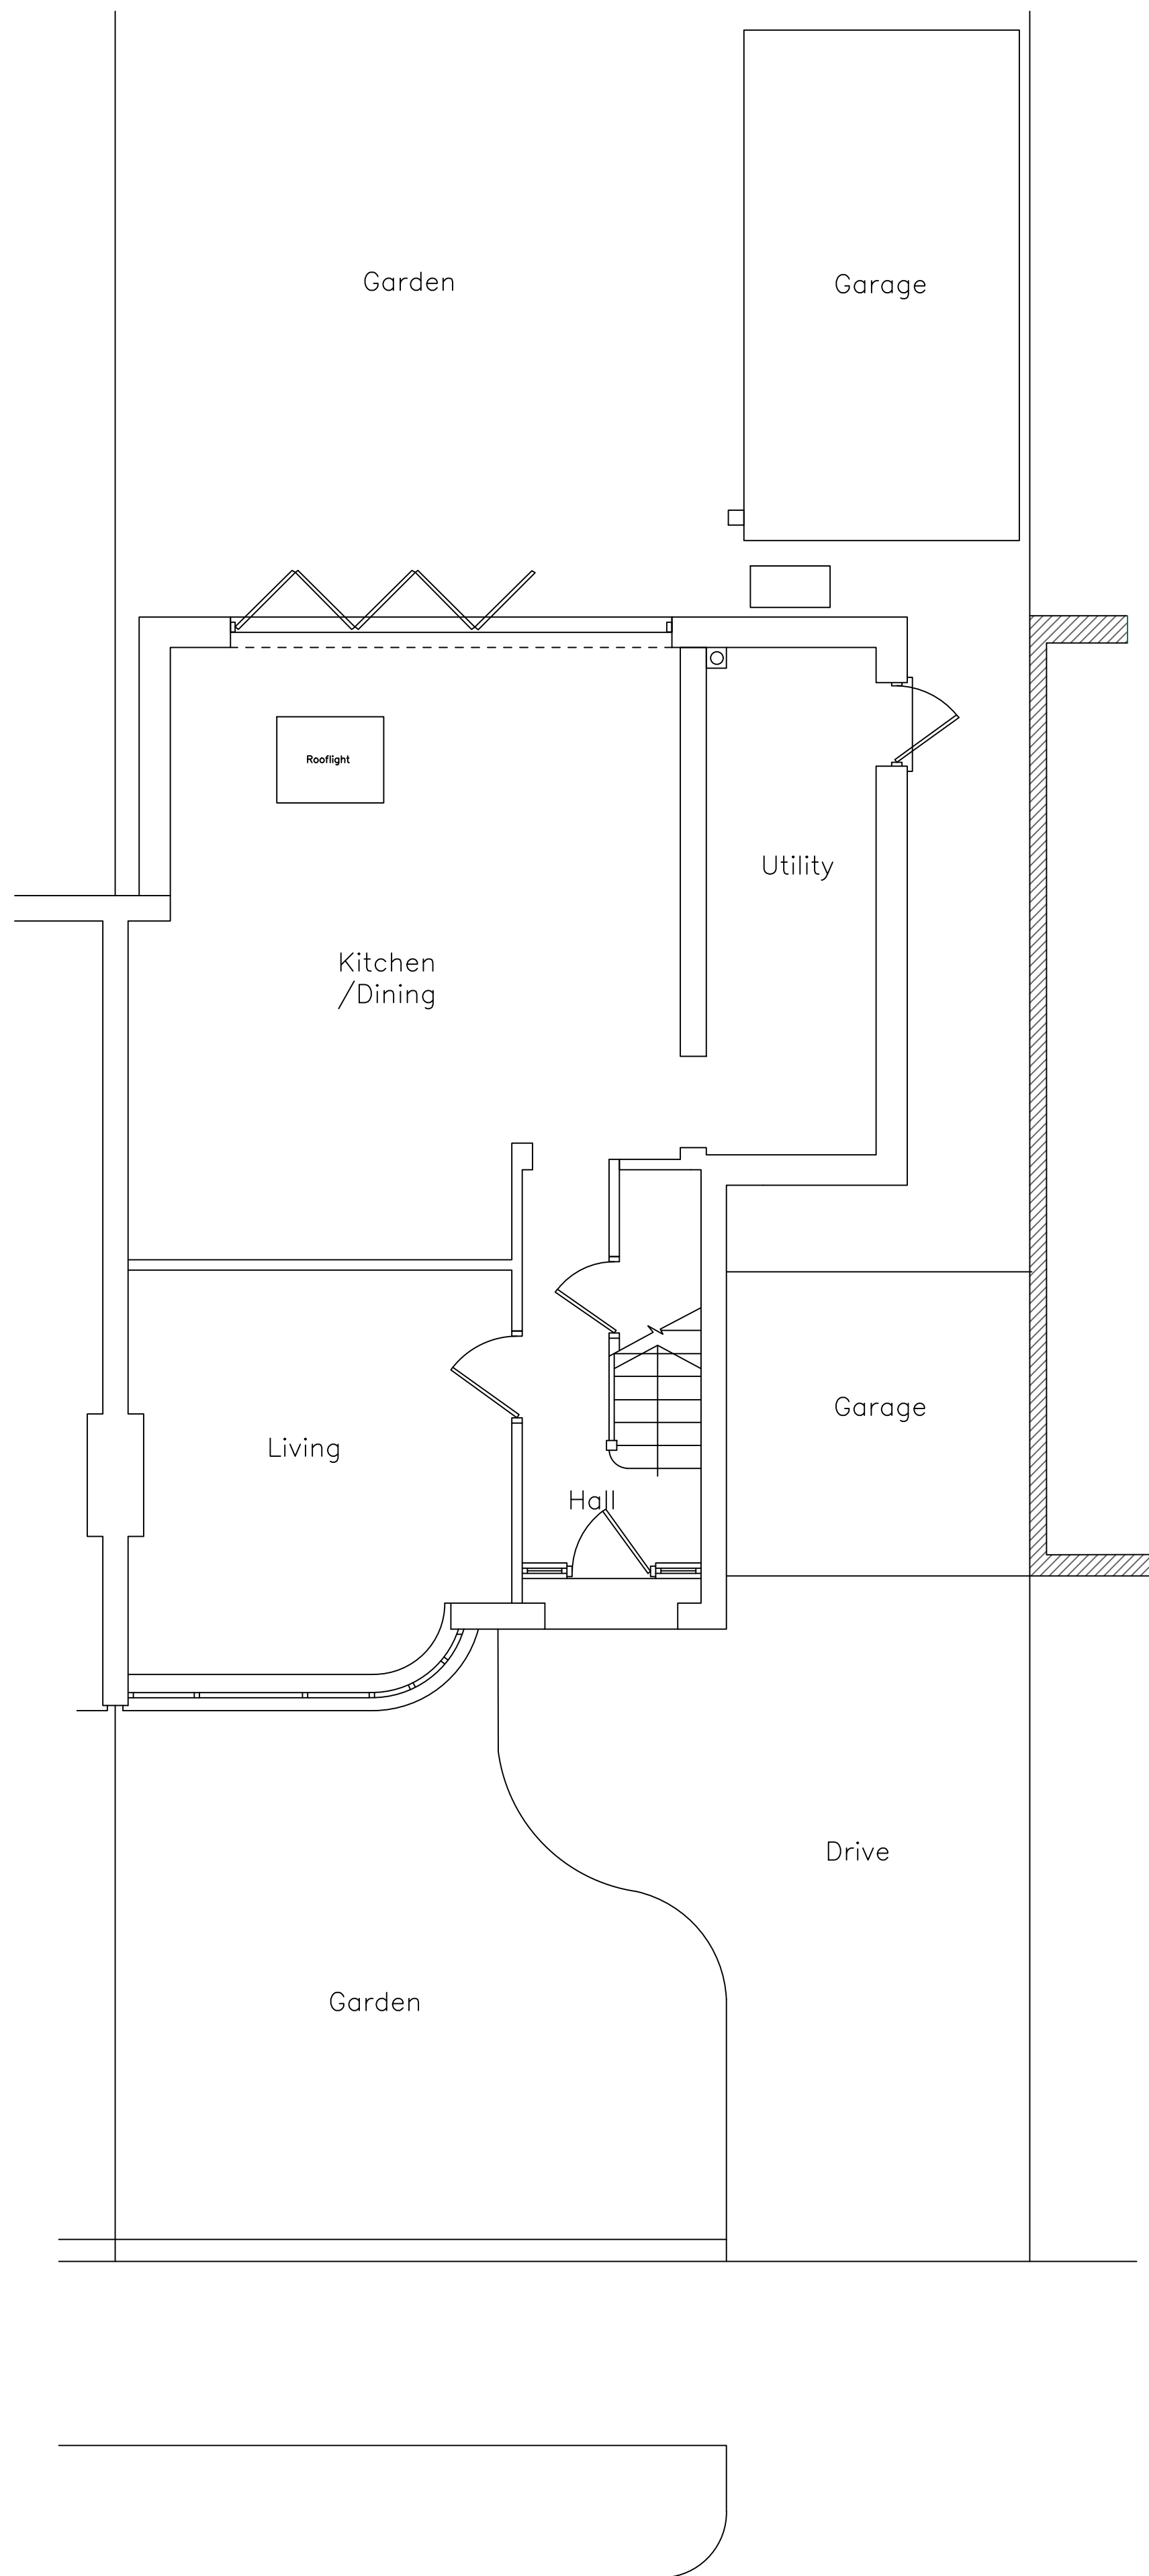 Garden
Garage
Rooflight
Utility
Kitchen
/Dining
Garage
Living
Hall
Drive
Garden